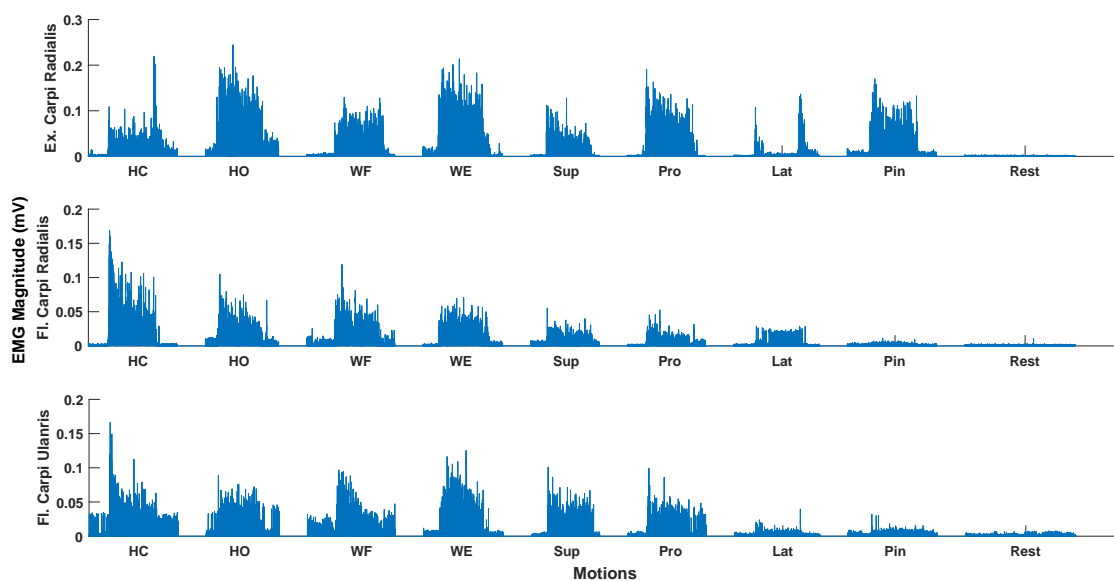 EMG Magnitude (mV)
Ex. Carpi Radialis
0.3
0.2
0.1
0
HC HO WF WE Sup Pro Lat Pin Rest
Fl. Carpi Radialis
0.2
0.15
0.1
0.05
0
HC HO WF WE Sup Pro Lat Pin Rest
Fl. Carpi Ulanris
0.2
0.15
0.1
0.05
0
HC HO WF WE Sup Pro Lat Pin Rest
Motions